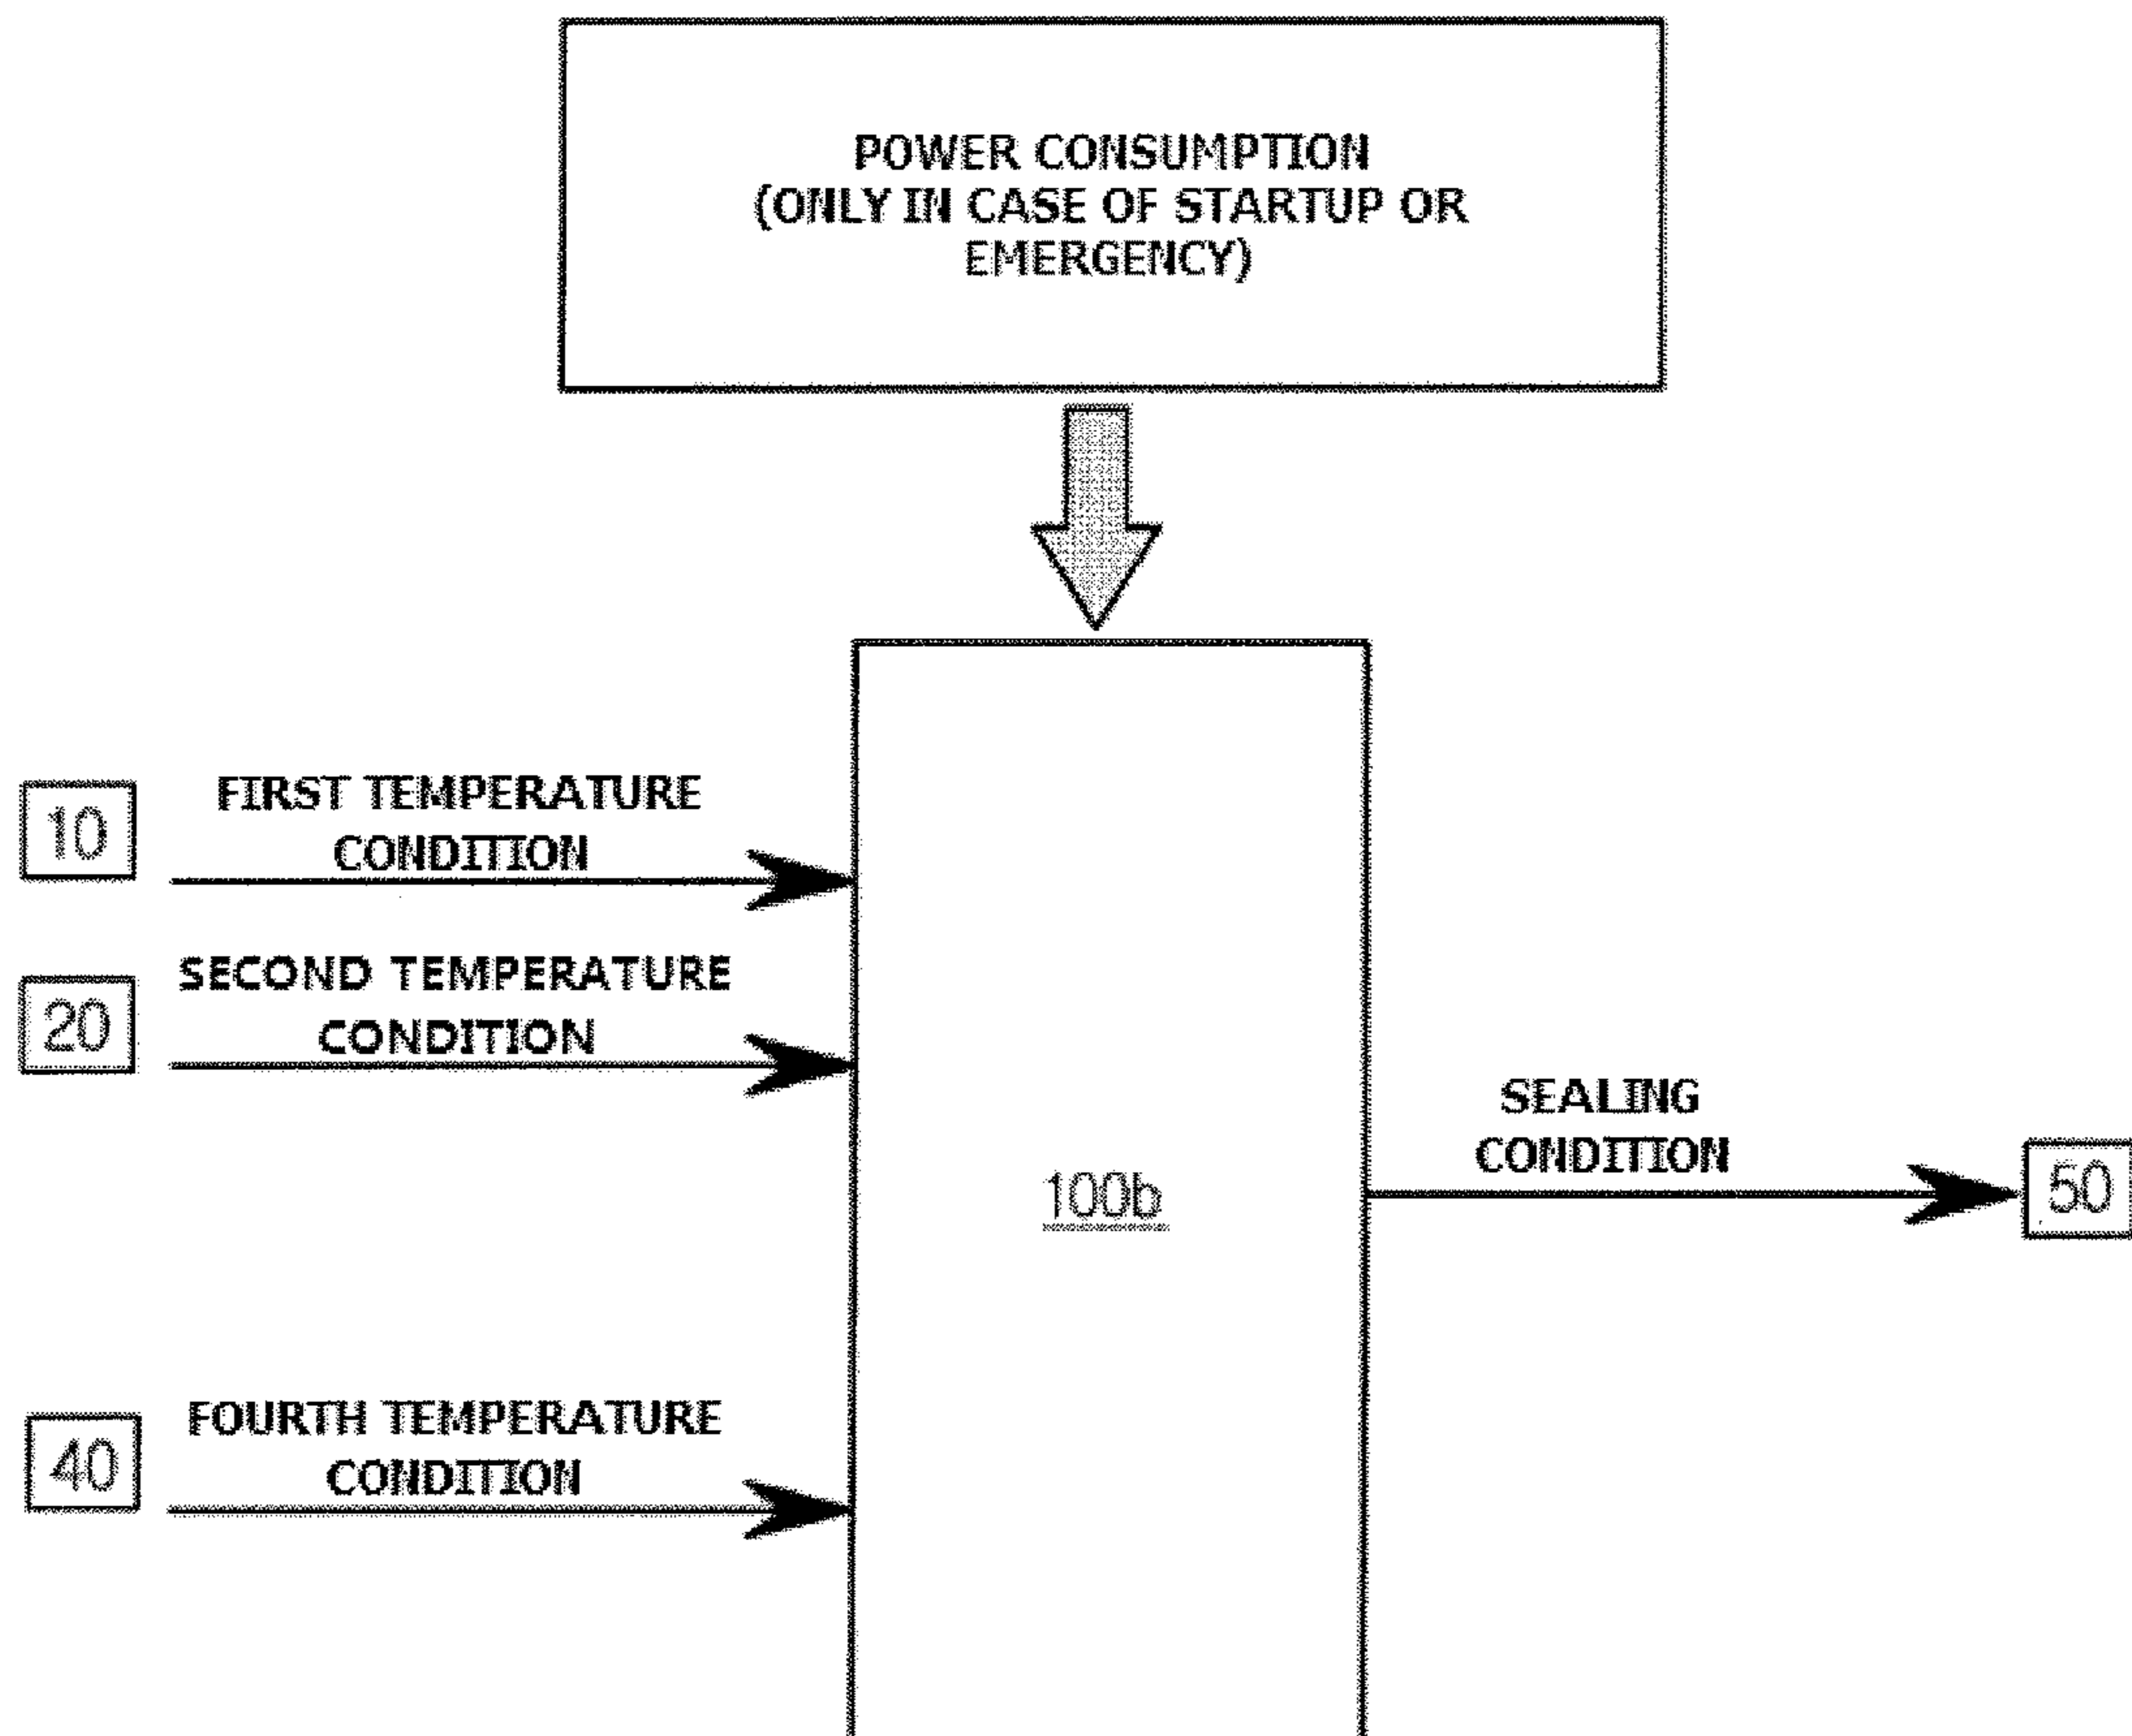 POWER CONSUMPTION
(ONLY IN CASE OF STARTUP OR
EMERGENCY)
10
FIRST TEMPERATURE
CONDITION
20
SECOND TEMPERATURE
CONDITION
100b
SEALING
CONDITION
50
40
FOURTH TEMPERATURE
CONDITION